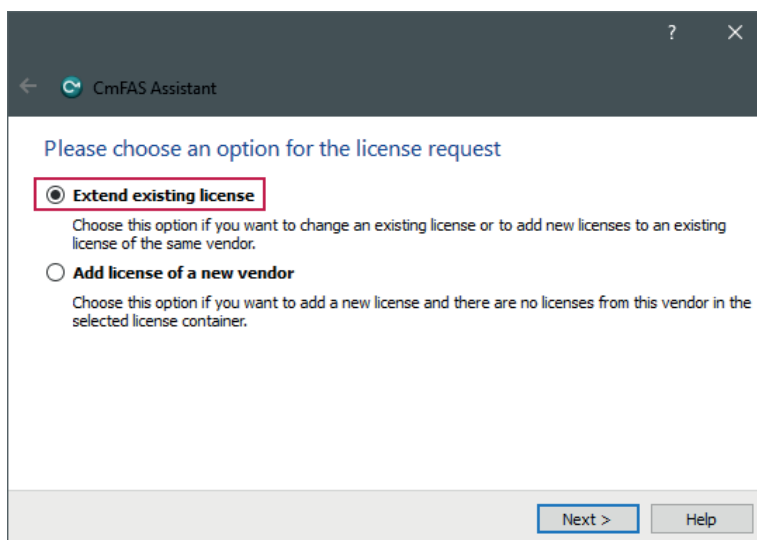 ?
CmFAS Assistant
Please choose an option for the license request
Extend existing license
Choose this option if you want to change an existing license or to add new licenses to an existing
license of the same vendor.
Add license of a new vendor
Choose this option if you want to add a new license and there are no licenses from this vendor in the
selected license container.
Next > Help